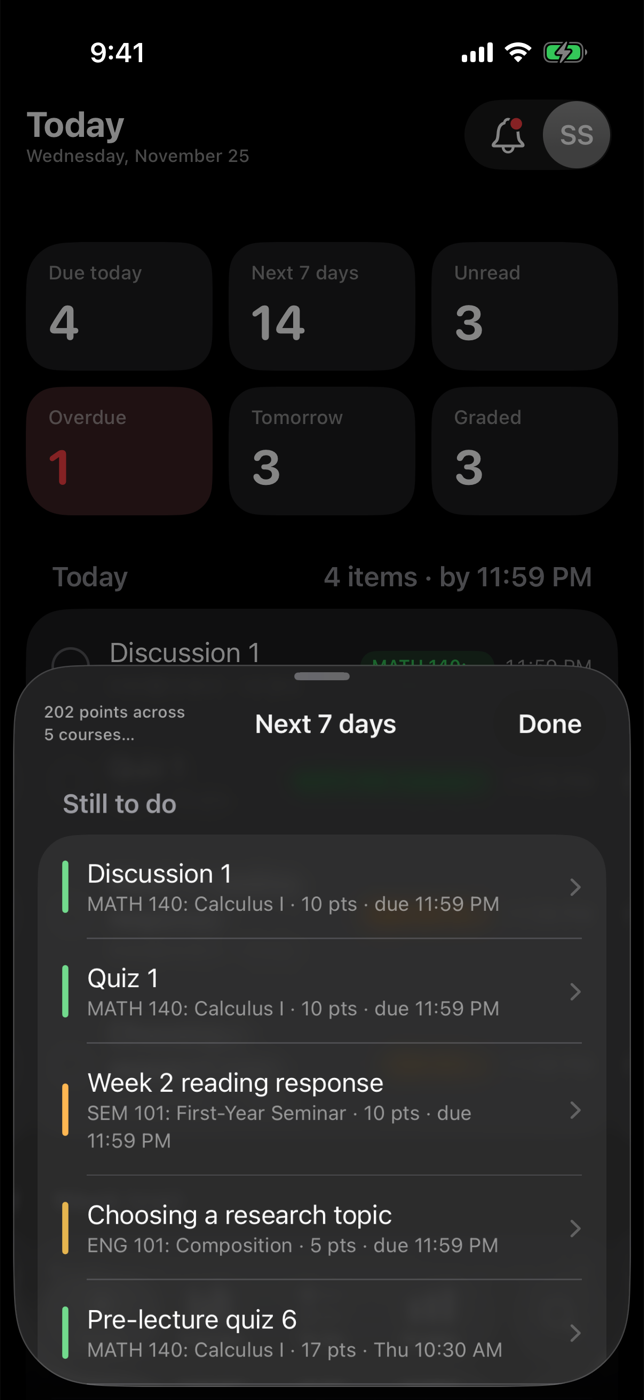 9:41
Today
Wednesday, November 25
SS
Due today
4
Next 7 days
14
Unread
3
Overdue
1
Tomorrow
3
Graded
3
Today
4 items · by 11:59 PM
Discussion 1
MATH 140:
11:59 PM
202 points across
5 courses...
Next 7 days
Done
Still to do
Discussion 1
MATH 140: Calculus I · 10 pts · due 11:59 PM
Quiz 1
MATH 140: Calculus I · 10 pts · due 11:59 PM
Week 2 reading response
SEM 101: First-Year Seminar · 10 pts · due
11:59 PM
Choosing a research topic
ENG 101: Composition · 5 pts · due 11:59 PM
Pre-lecture quiz 6
MATH 140: Calculus I · 17 pts · Thu 10:30 AM